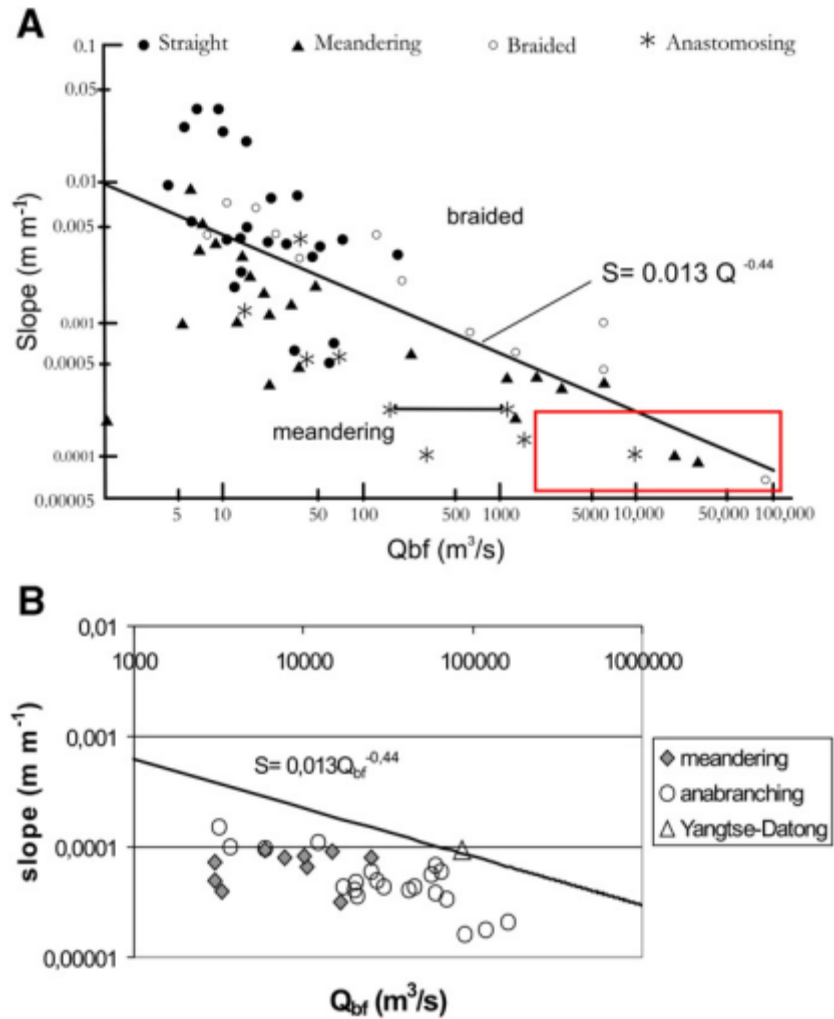 A
Straight Meandering Braided Anastomosing
0.1
0.05
0.01
0.005
0.001
0.0005
0.0001
0.00005
Slope (m m⁻¹)
braided
S= 0.013 Q ^-0.44
meandering
5 10 50 100 500 1000 5000 10,000 50,000 100,000
Qbf (m³/s)
B
0,01
1000 10000 100000 1000000
0,001
0,0001
0,00001
slope (m m⁻¹)
S= 0,013Qbf^-0,44
meandering
anabranching
Yangtse-Datong
Qbf (m³/s)